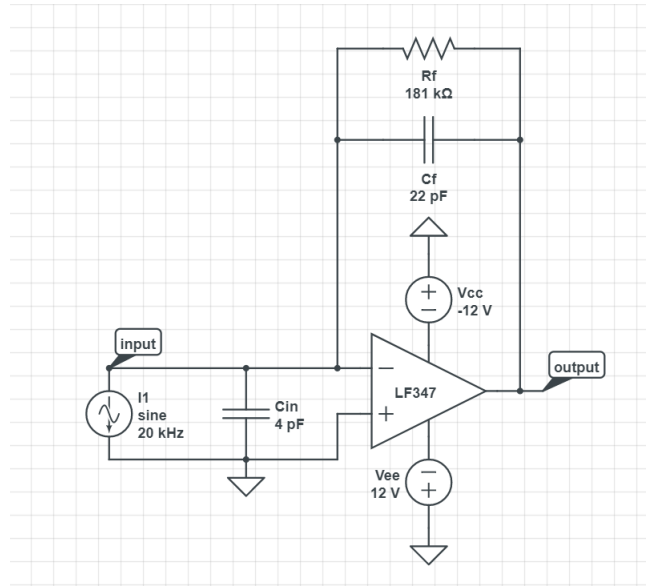 Rf
181 kΩ
Cf
22 pF
Vcc
-12 V
input
output
LF347
I1
sine
20 kHz
Cin
4 pF
Vee
12 V